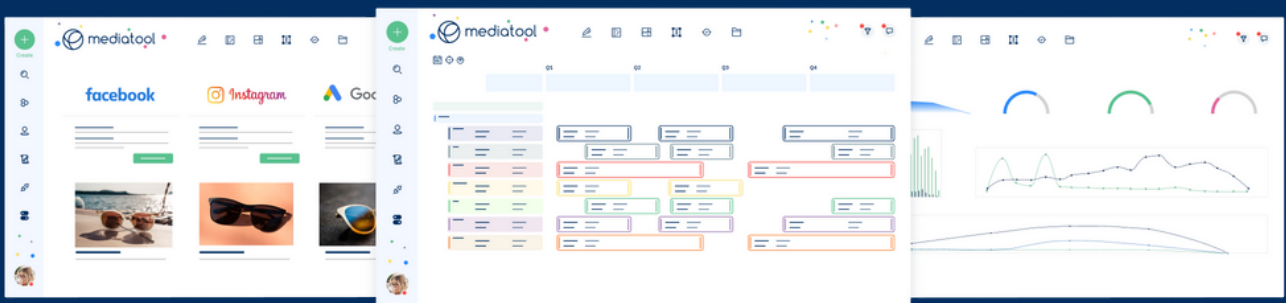 mediatool
Create
facebook
Instagram
Goo
mediatool
Create
Q1 Q2 Q3 Q4